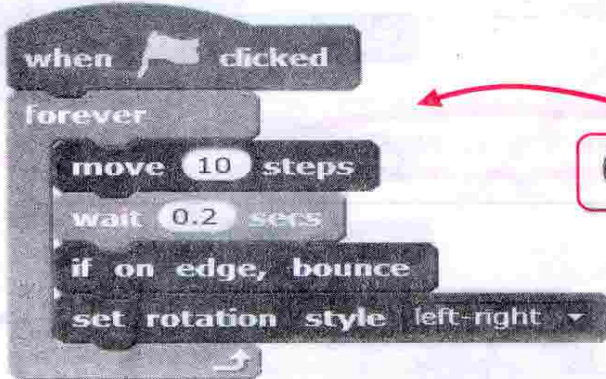 when clicked
forever
move 10 steps
wait 0.2 secs
if on edge, bounce
set rotation style left-right